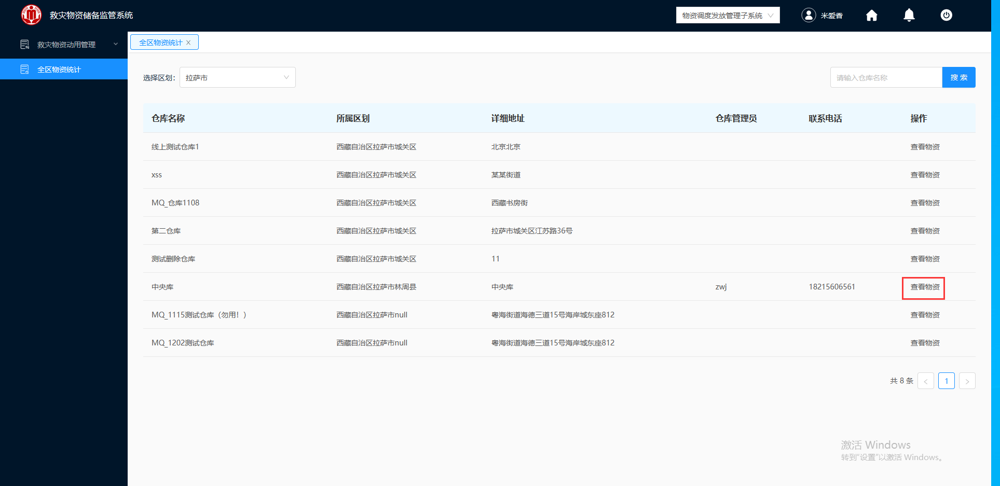 救灾物资储备监管系统
物资调度发放管理子系统
米爱香
救灾物资动用管理
全区物资统计
全区物资统计
选择区划：
拉萨市
请输入仓库名称
搜 索
仓库名称 所属区划 详细地址 仓库管理员 联系电话 操作
线上测试仓库1 西藏自治区拉萨市城关区 北京北京 查看物资
xss 西藏自治区拉萨市城关区 某某街道 查看物资
MQ_仓库1108 西藏自治区拉萨市城关区 西藏书房街 查看物资
第二仓库 西藏自治区拉萨市城关区 拉萨市城关区江苏路36号 查看物资
测试删除仓库 西藏自治区拉萨市城关区 11 查看物资
中央库 西藏自治区拉萨市林周县 中央库 zwj 18215606561 查看物资
MQ_1115测试仓库（勿用！） 西藏自治区拉萨市null 粤海街道海德三道15号海岸城东座812 查看物资
MQ_1202测试仓库 西藏自治区拉萨市null 粤海街道海德三道15号海岸城东座812 查看物资
共 8 条 < 1 >
激活 Windows
转到"设置"以激活 Windows。